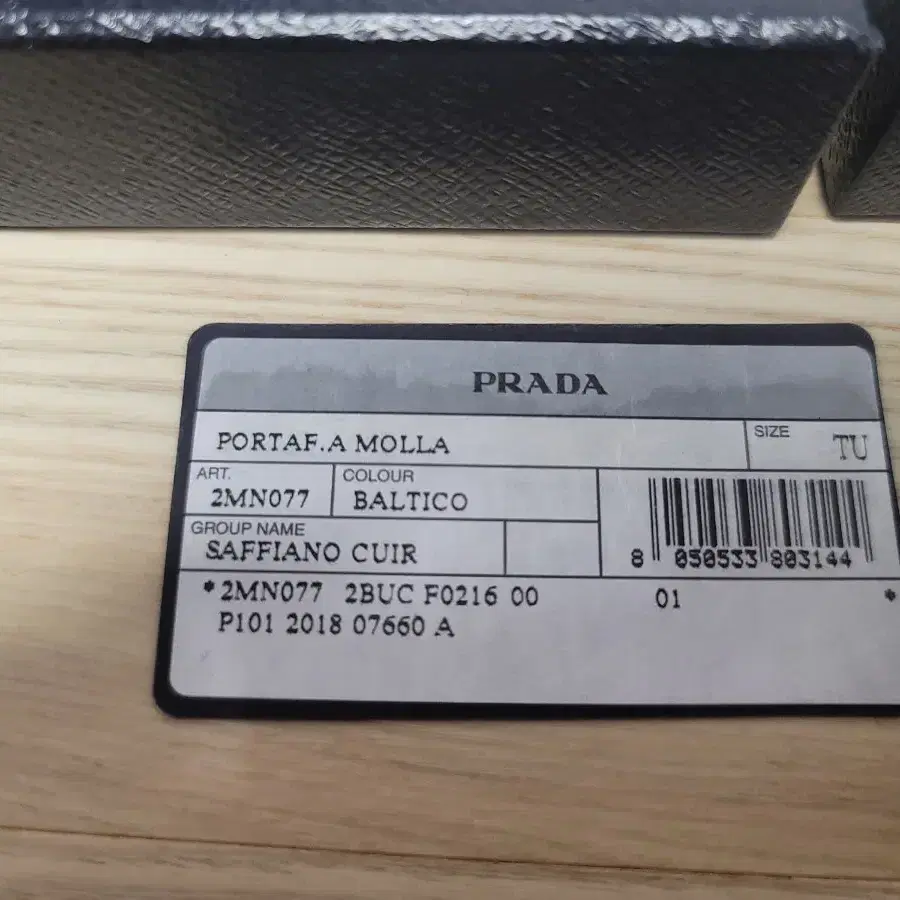 PRADA
PORTAF.A MOLLA
SIZE
TU
ART.
2MN077
COLOUR
BALTICO
GROUP NAME
SAFFIANO CUIR
8 050533 803144
*2MN077 2BUC F0216 00 01 *
P101 2018 07660 A